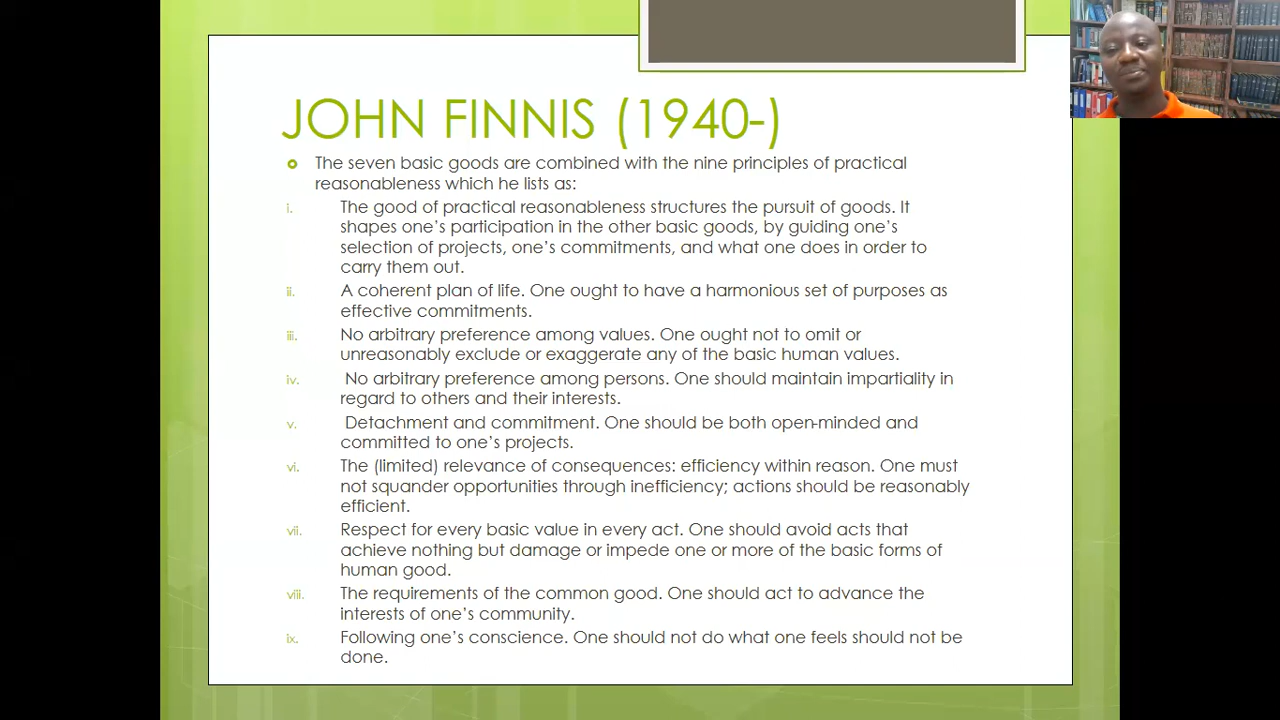 JOHN FINNIS (1940-)
The seven basic goods are combined with the nine principles of practical
reasonableness which he lists as:
i. The good of practical reasonableness structures the pursuit of goods. It
shapes one’s participation in the other basic goods, by guiding one’s
selection of projects, one’s commitments, and what one does in order to
carry them out.
ii. A coherent plan of life. One ought to have a harmonious set of purposes as
effective commitments.
iii. No arbitrary preference among values. One ought not to omit or
unreasonably exclude or exaggerate any of the basic human values.
iv. No arbitrary preference among persons. One should maintain impartiality in
regard to others and their interests.
v. Detachment and commitment. One should be both open-minded and
committed to one’s projects.
vi. The (limited) relevance of consequences: efficiency within reason. One must
not squander opportunities through inefficiency; actions should be reasonably
efficient.
vii. Respect for every basic value in every act. One should avoid acts that
achieve nothing but damage or impede one or more of the basic forms of
human good.
viii. The requirements of the common good. One should act to advance the
interests of one’s community.
ix. Following one’s conscience. One should not do what one feels should not be
done.